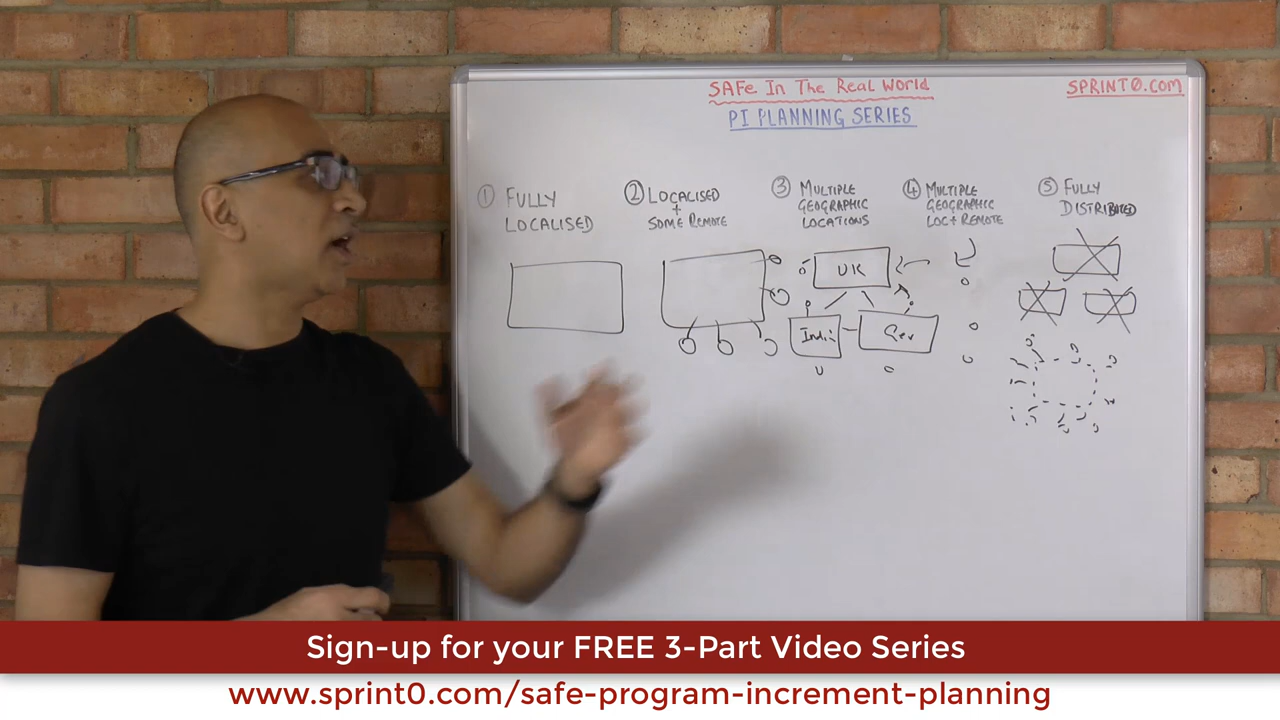 SAFe In The Real World
SPRINT0.COM
PI PLANNING SERIES
① FULLY
LOCALISED
② LOCALISED
+
SOME REMOTE
③ MULTIPLE
GEOGRAPHIC
LOCATIONS
④ MULTIPLE
GEOGRAPHIC
LOC + REMOTE
⑤ FULLY
DISTRIBUTED
UK
Sign-up for your FREE 3-Part Video Series
www.sprint0.com/safe-program-increment-planning